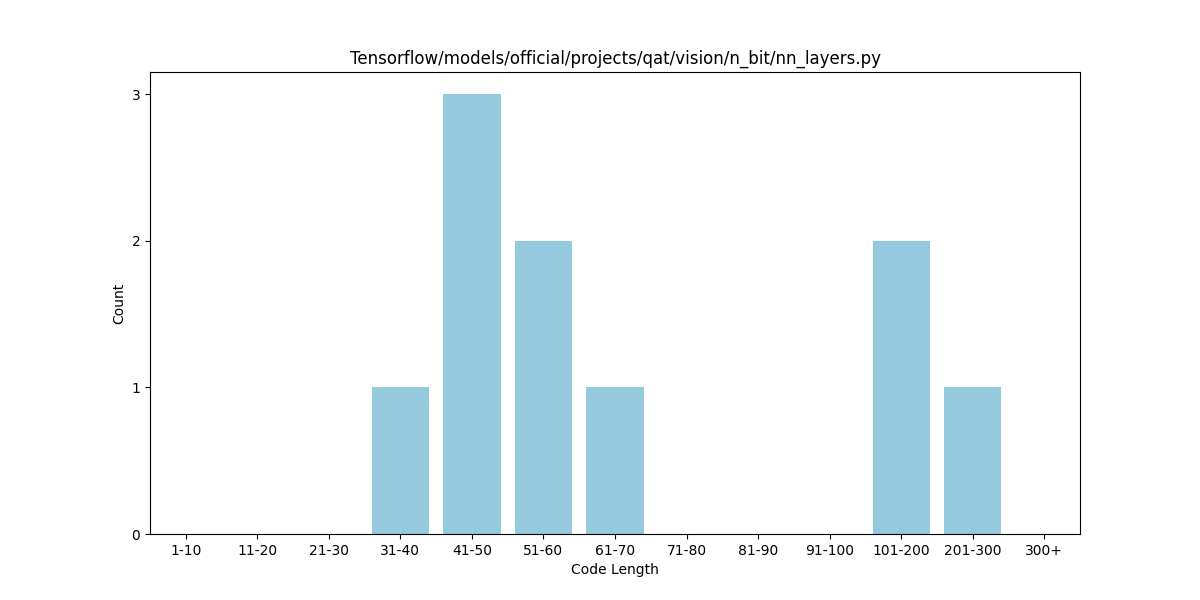 Tensorflow/models/official/projects/qat/vision/n_bit/nn_layers.py
3
2
1
0
Count
1-10 11-20 21-30 31-40 41-50 51-60 61-70 71-80 81-90 91-100 101-200 201-300 300+
Code Length